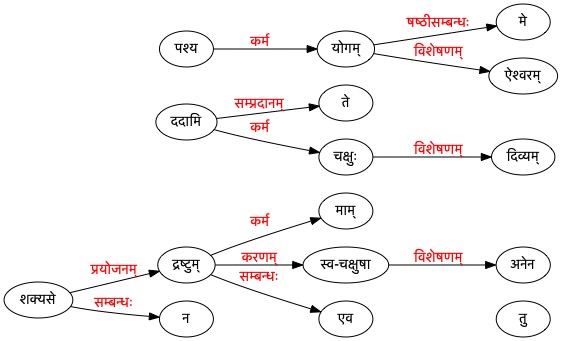 षष्ठीसम्बन्धः मे
पश्य कर्म योगम् विशेषणम् ऐश्वरम्
सम्प्रदानम् ते
ददामि कर्म चक्षुः विशेषणम् दिव्यम्
कर्म माम्
प्रयोजनम् द्रष्टुम् करणम् स्व-चक्षुषा विशेषणम् अनेन
शक्यसे सम्बन्धः न सम्बन्धः एव तु